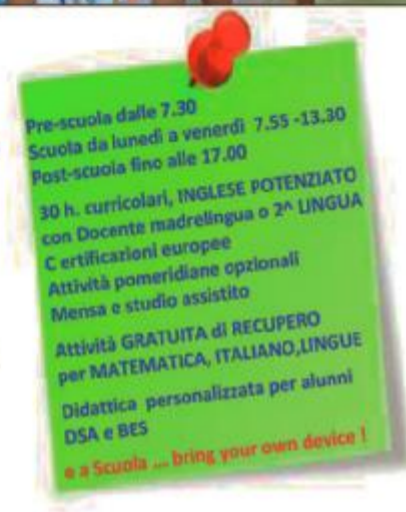 Pre-scuola dalle 7.30
Scuola da lunedì a venerdì 7.55 -13.30
Post-scuola fino alle 17.00
30 h. curricolari, INGLESE POTENZIATO
con Docente madrelingua o 2^ LINGUA
C ertificazioni europee
Attività pomeridiane opzionali
Mensa e studio assistito
Attività GRATUITA di RECUPERO
per MATEMATICA, ITALIANO,LINGUE
Didattica personalizzata per alunni
DSA e BES
e a Scuola ... bring your own device !